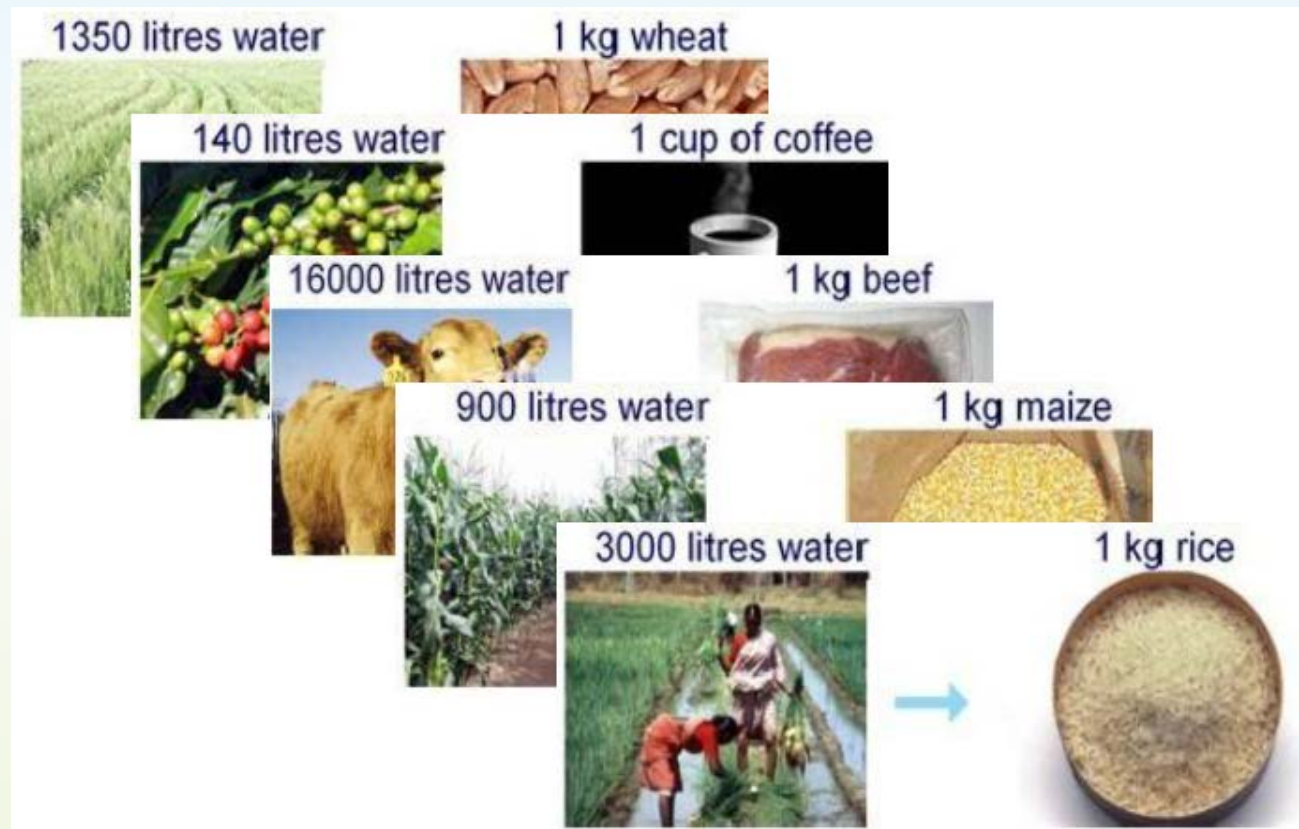 1350 litres water 1 kg wheat
140 litres water 1 cup of coffee
16000 litres water 1 kg beef
900 litres water 1 kg maize
3000 litres water 1 kg rice